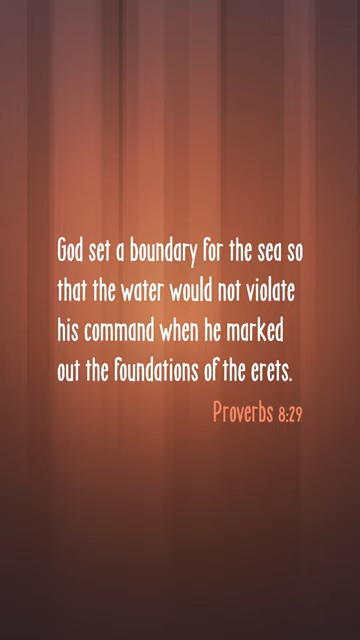 God set a boundary for the sea so
that the water would not violate
his command when he marked
out the foundations of the erets.
Proverbs 8:29